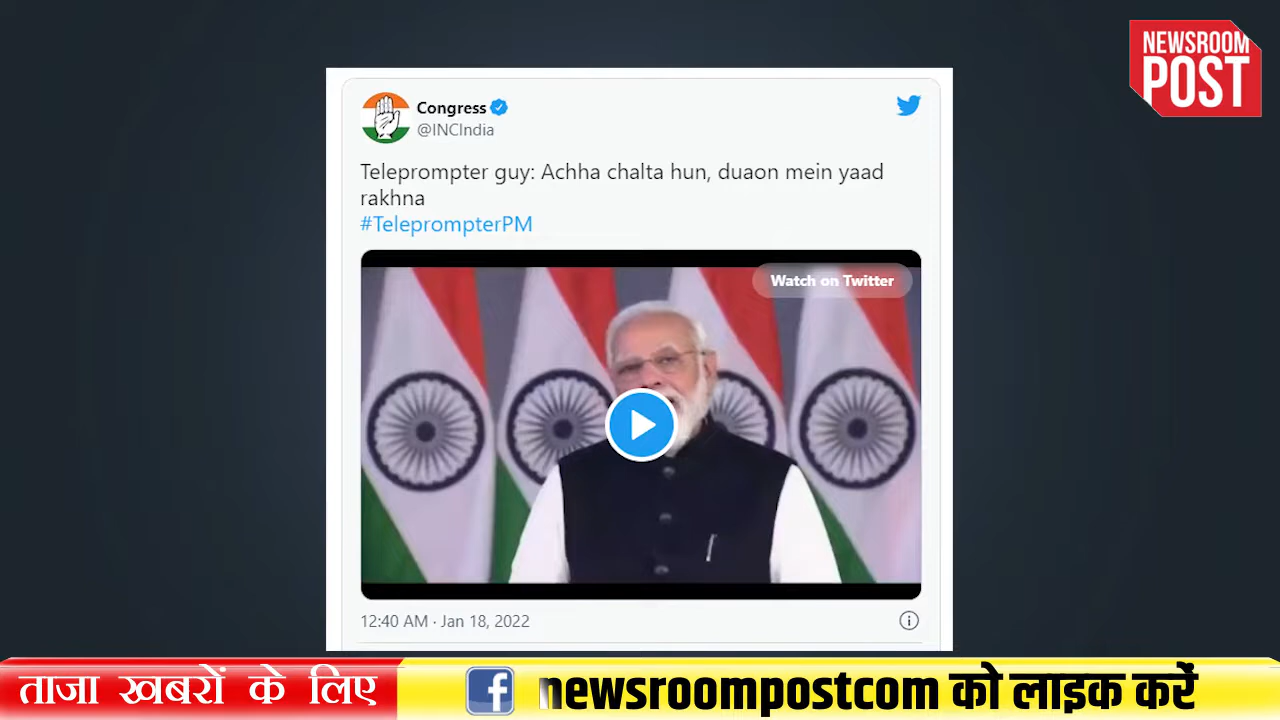 NEWSROOM
POST
Congress
@INCIndia
Teleprompter guy: Achha chalta hun, duaon mein yaad
rakhna
#TeleprompterPM
Watch on Twitter
12:40 AM · Jan 18, 2022
ताजा खबरों के लिए
newsroompostcom को लाइक करें